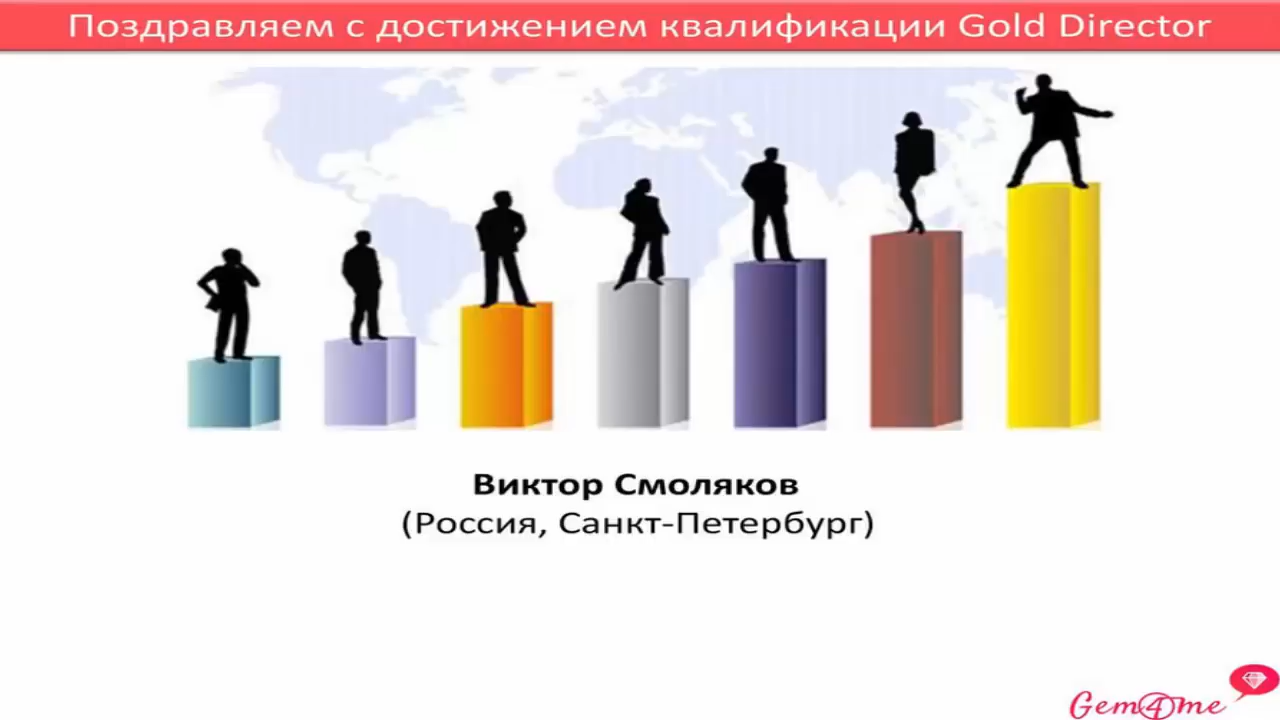 Поздравляем с достижением квалификации Gold Director
Виктор Смоляков
(Россия, Санкт-Петербург)
Gem4me